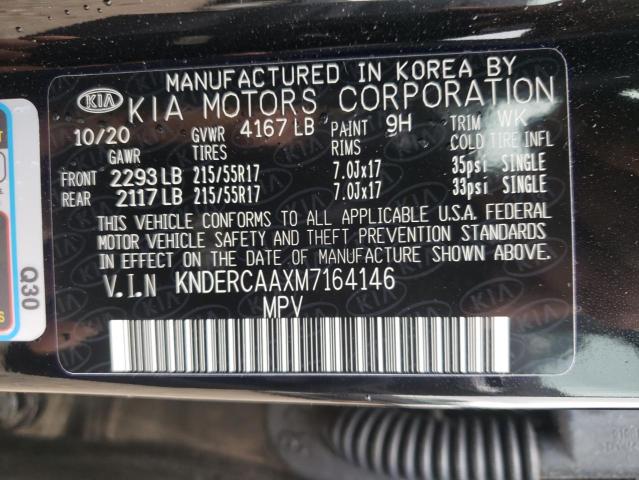 MANUFACTURED IN KOREA BY
KIA KIA MOTORS CORPORATION
10/20 GVWR 4167 LB PAINT 9H TRIM WK
GAWR TIRES RIMS COLD TIRE INFL
FRONT 2293 LB 215/55R17 7.0Jx17 35psi SINGLE
REAR 2117 LB 215/55R17 7.0Jx17 33psi SINGLE
THIS VEHICLE CONFORMS TO ALL APPLICABLE U.S.A. FEDERAL
MOTOR VEHICLE SAFETY AND THEFT PREVENTION STANDARDS
IN EFFECT ON THE DATE OF MANUFACTURE SHOWN ABOVE.
V.I.N KNDERCAAXM7164146
MPV
Q30